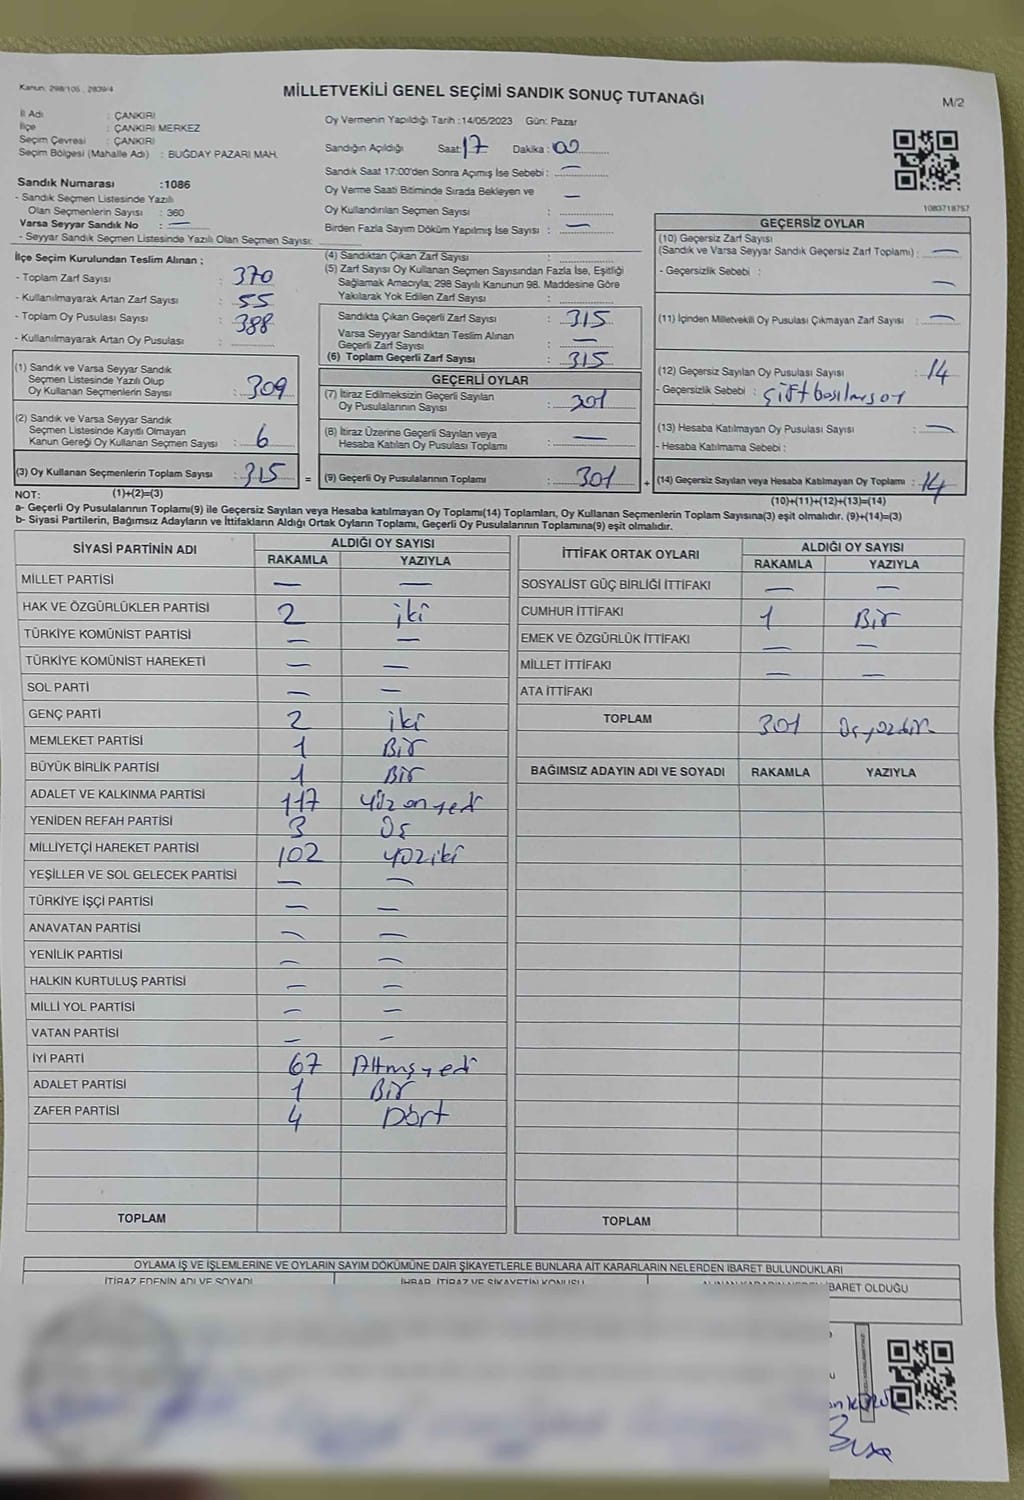 Kanun, 298/105 , 2839/4
MİLLETVEKİLİ GENEL SEÇİMİ SANDIK SONUÇ TUTANAĞI
M/2
İl Adı : ÇANKIRI
İlçe : ÇANKIRI MERKEZ
Seçim Çevresi : ÇANKIRI
Seçim Bölgesi (Mahalle Adı) : BUĞDAY PAZARI MAH.
Sandık Numarası :1086
- Sandık Seçmen Listesinde Yazılı
Olan Seçmenlerin Sayısı : 360
Varsa Seyyar Sandık No : —
- Seyyar Sandık Seçmen Listesinde Yazılı Olan Seçmen Sayısı:
Oy Vermenin Yapıldığı Tarih :14/05/2023 Gün: Pazar
Sandığın Açıldığı Saat: 17 Dakika : 00
Sandık Saat 17:00'den Sonra Açımış İse Sebebi : —
Oy Verme Saati Bitiminde Sırada Bekleyen ve —
Oy Kullandırılan Seçmen Sayısı :
Birden Fazla Sayım Döküm Yapılmış İse Sayısı : —
1083718757
İlçe Seçim Kurulundan Teslim Alınan ;
- Toplam Zarf Sayısı : 370
- Kullanılmayarak Artan Zarf Sayısı : 55
- Toplam Oy Pusulası Sayısı : 388
- Kullanılmayarak Artan Oy Pusulası :
(1) Sandık ve Varsa Seyyar Sandık
Seçmen Listesinde Yazılı Olup
Oy Kullanan Seçmenlerin Sayısı : 309
(2) Sandık ve Varsa Seyyar Sandık
Seçmen Listesinde Kayıtlı Olmayan
Kanun Gereği Oy Kullanan Seçmen Sayısı : 6
(3) Oy Kullanan Seçmenlerin Toplam Sayısı : 315 =
(4) Sandıktan Çıkan Zarf Sayısı :
(5) Zarf Sayısı Oy Kullanan Seçmen Sayısından Fazla İse, Eşitliği
Sağlamak Amacıyla; 298 Sayılı Kanunun 98. Maddesine Göre
Yakılarak Yok Edilen Zarf Sayısı :
Sandıkta Çıkan Geçerli Zarf Sayısı : 315
Varsa Seyyar Sandıktan Teslim Alınan
Geçerli Zarf Sayısı : —
(6) Toplam Geçerli Zarf Sayısı : 315
GEÇERLİ OYLAR
(7) İtiraz Edilmeksizin Geçerli Sayılan
Oy Pusulalarının Sayısı : 301
(8) İtiraz Üzerine Geçerli Sayılan veya
Hesaba Katılan Oy Pusulası Toplamı : —
(9) Geçerli Oy Pusulalarının Toplamı : 301 +
GEÇERSİZ OYLAR
(10) Geçersiz Zarf Sayısı
(Sandık ve Varsa Seyyar Sandık Geçersiz Zarf Toplamı) : —
- Geçersizlik Sebebi : —
(11) İçinden Milletvekili Oy Pusulası Çıkmayan Zarf Sayısı : —
(12) Geçersiz Sayılan Oy Pusulası Sayısı : 14
- Geçersizlik Sebebi : Çift basılmış oy
(13) Hesaba Katılmayan Oy Pusulası Sayısı : —
- Hesaba Katılmama Sebebi :
(14) Geçersiz Sayılan veya Hesaba Katılmayan Oy Toplamı : 14
NOT: (1)+(2)=(3) (10)+(11)+(12)+(13)=(14)
a- Geçerli Oy Pusulalarının Toplamı(9) ile Geçersiz Sayılan veya Hesaba katılmayan Oy Toplamı(14) Toplamları, Oy Kullanan Seçmenlerin Toplam Sayısına(3) eşit olmalıdır. (9)+(14)=(3)
b- Siyasi Partilerin, Bağımsız Adayların ve İttifakların Aldığı Ortak Oyların Toplamı, Geçerli Oy Pusulalarının Toplamına(9) eşit olmalıdır.
SİYASİ PARTİNİN ADI ALDIĞI OY SAYISI
RAKAMLA YAZIYLA
MİLLET PARTİSİ — —
HAK VE ÖZGÜRLÜKLER PARTİSİ 2 iki
TÜRKİYE KOMÜNİST PARTİSİ — —
TÜRKİYE KOMÜNİST HAREKETİ — —
SOL PARTİ — —
GENÇ PARTİ 2 iki
MEMLEKET PARTİSİ 1 Bir
BÜYÜK BİRLİK PARTİSİ 1 Bir
ADALET VE KALKINMA PARTİSİ 117 yüz on yedi
YENİDEN REFAH PARTİSİ 3 Üç
MİLLİYETÇİ HAREKET PARTİSİ 102 yüziki
YEŞİLLER VE SOL GELECEK PARTİSİ — —
TÜRKİYE İŞÇİ PARTİSİ — —
ANAVATAN PARTİSİ — —
YENİLİK PARTİSİ — —
HALKIN KURTULUŞ PARTİSİ — —
MİLLİ YOL PARTİSİ — —
VATAN PARTİSİ — —
İYİ PARTİ 67 Altmışyedi
ADALET PARTİSİ 1 Bir
ZAFER PARTİSİ 4 Dört
TOPLAM
İTTİFAK ORTAK OYLARI ALDIĞI OY SAYISI
RAKAMLA YAZIYLA
SOSYALİST GÜÇ BİRLİĞİ İTTİFAKI — —
CUMHUR İTTİFAKI 1 Bir
EMEK VE ÖZGÜRLÜK İTTİFAKI — —
MİLLET İTTİFAKI — —
ATA İTTİFAKI
TOPLAM 301 Üçyüzbir
BAĞIMSIZ ADAYIN ADI VE SOYADI RAKAMLA YAZIYLA
TOPLAM
OYLAMA İŞ VE İŞLEMLERİNE VE OYLARIN SAYIM DÖKÜMÜNE DAİR ŞİKAYETLERLE BUNLARA AİT KARARLARIN NELERDEN İBARET BULUNDUKLARI
İTİRAZ EDENİN ADI VE SOYADI İHBAR, İTİRAZ VE ŞİKAYETİN KONUSU ALINAN KARARIN NEDEN İBARET OLDUĞU